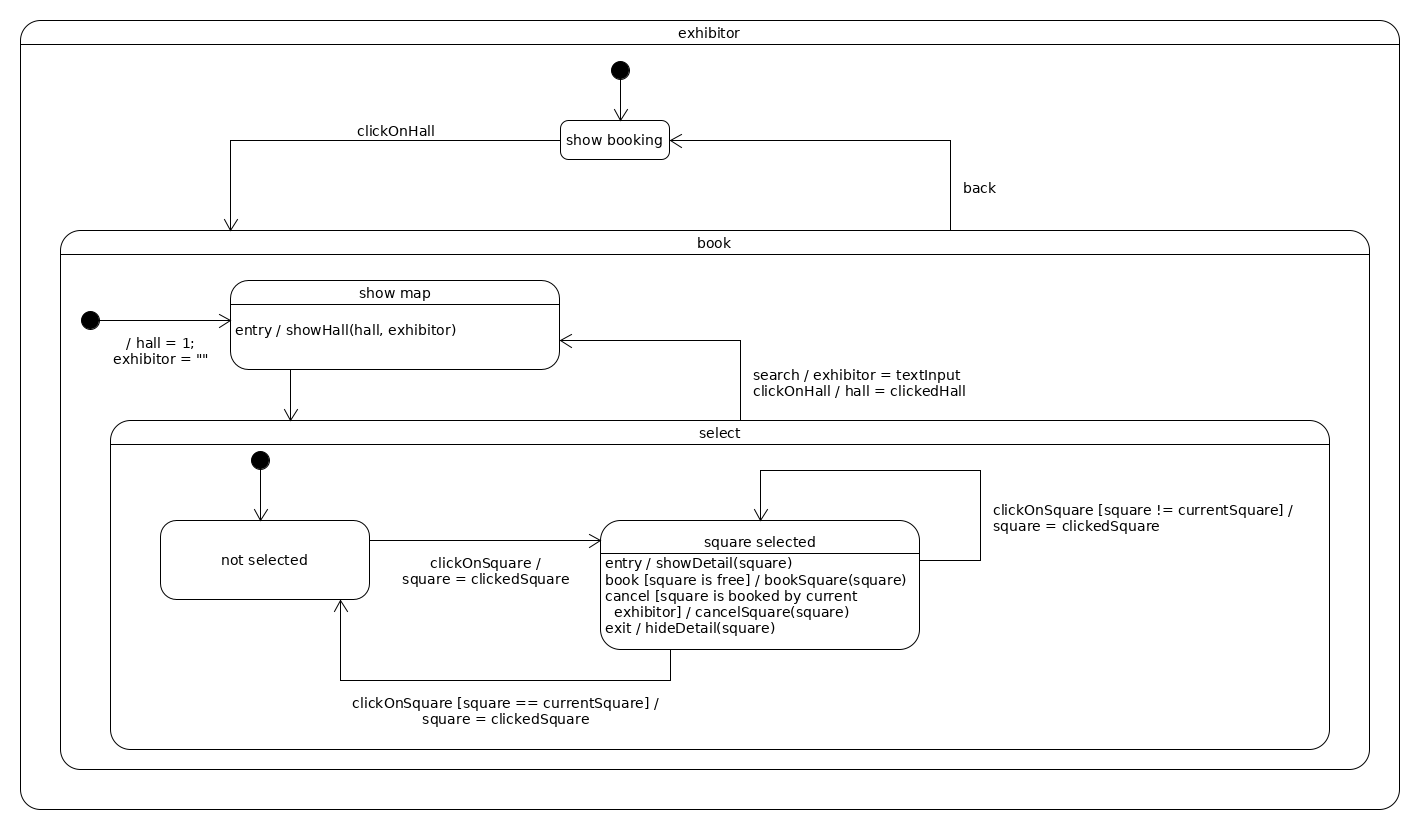 exhibitor
clickOnHall
show booking
back
book
show map
entry / showHall(hall, exhibitor)
/ hall = 1;
exhibitor = ""
search / exhibitor = textInput
clickOnHall / hall = clickedHall
select
not selected
clickOnSquare /
square = clickedSquare
square selected
entry / showDetail(square)
book [square is free] / bookSquare(square)
cancel [square is booked by current
exhibitor] / cancelSquare(square)
exit / hideDetail(square)
clickOnSquare [square != currentSquare] /
square = clickedSquare
clickOnSquare [square == currentSquare] /
square = clickedSquare